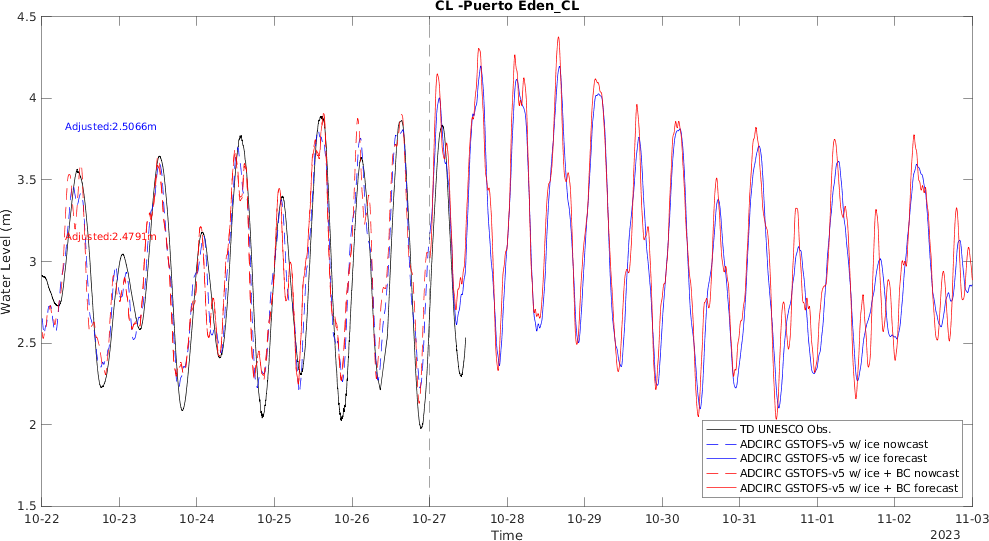 CL -Puerto Eden_CL
4.5
4
3.5
3
2.5
2
1.5
Water Level (m)
Adjusted:2.5066m
Adjusted:2.4791m
TD UNESCO Obs.
ADCIRC GSTOFS-v5 w/ ice nowcast
ADCIRC GSTOFS-v5 w/ ice forecast
ADCIRC GSTOFS-v5 w/ ice + BC nowcast
ADCIRC GSTOFS-v5 w/ ice + BC forecast
10-22 10-23 10-24 10-25 10-26 10-27 10-28 10-29 10-30 10-31 11-01 11-02 11-03
Time
2023